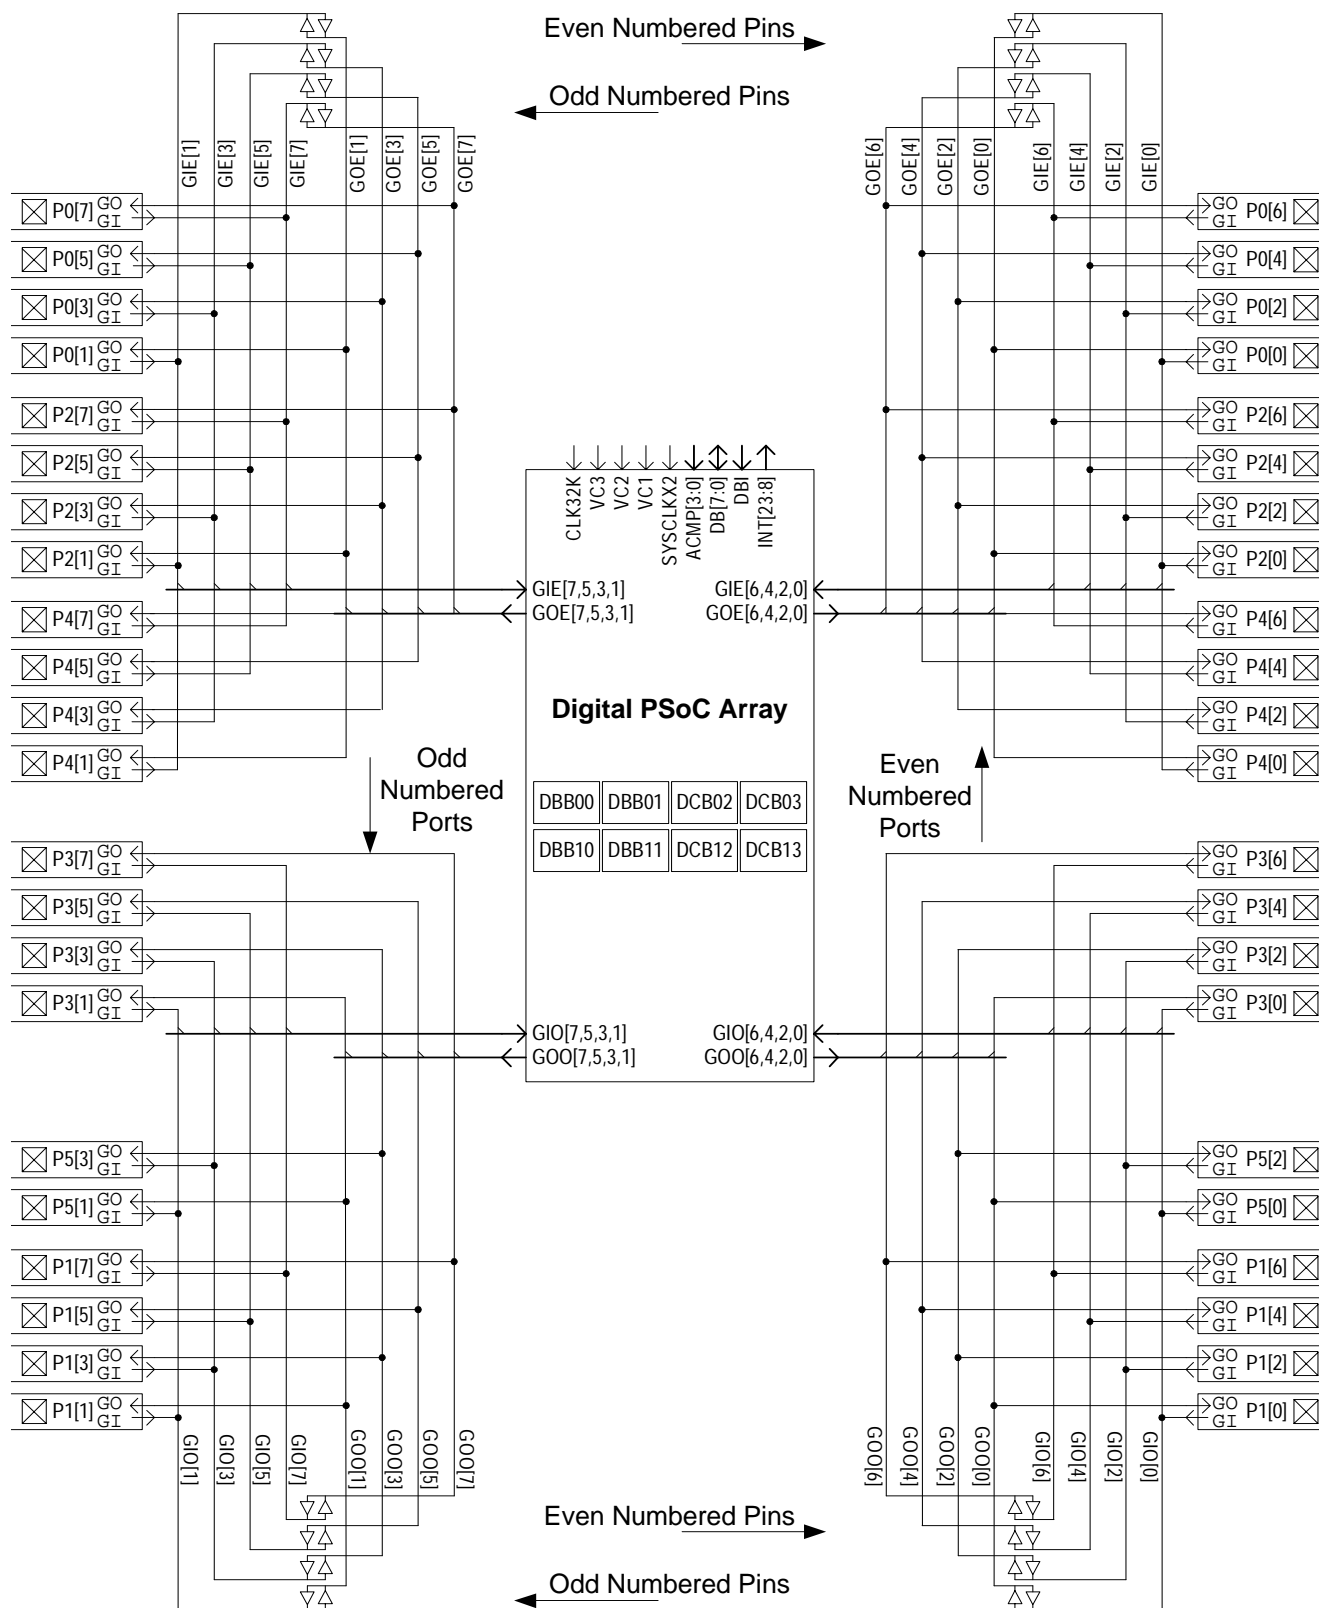 Even Numbered Pins
Odd Numbered Pins
GIE[1]
GIE[3]
GIE[5]
GIE[7]
GOE[1]
GOE[3]
GOE[5]
GOE[7]
GOE[6]
GOE[4]
GOE[2]
GOE[0]
GIE[6]
GIE[4]
GIE[2]
GIE[0]
P0[7] GO GI
P0[5] GO GI
P0[3] GO GI
P0[1] GO GI
P2[7] GO GI
P2[5] GO GI
P2[3] GO GI
P2[1] GO GI
P4[7] GO GI
P4[5] GO GI
P4[3] GO GI
P4[1] GO GI
GO GI P0[6]
GO GI P0[4]
GO GI P0[2]
GO GI P0[0]
GO GI P2[6]
GO GI P2[4]
GO GI P2[2]
GO GI P2[0]
GO GI P4[6]
GO GI P4[4]
GO GI P4[2]
GO GI P4[0]
CLK32K
VC3
VC2
VC1
SYSCLKX2
ACMP[3:0]
DB[7:0]
DBI
INT[23:8]
GIE[7,5,3,1]
GOE[7,5,3,1]
GIE[6,4,2,0]
GOE[6,4,2,0]
Digital PSoC Array
Odd
Numbered
Ports
Even
Numbered
Ports
DBB00 DBB01 DCB02 DCB03
DBB10 DBB11 DCB12 DCB13
P3[7] GO GI
P3[5] GO GI
P3[3] GO GI
P3[1] GO GI
GO GI P3[6]
GO GI P3[4]
GO GI P3[2]
GO GI P3[0]
GIO[7,5,3,1]
GOO[7,5,3,1]
GIO[6,4,2,0]
GOO[6,4,2,0]
P5[3] GO GI
P5[1] GO GI
P1[7] GO GI
P1[5] GO GI
P1[3] GO GI
P1[1] GO GI
GO GI P5[2]
GO GI P5[0]
GO GI P1[6]
GO GI P1[4]
GO GI P1[2]
GO GI P1[0]
GIO[1]
GIO[3]
GIO[5]
GIO[7]
GOO[1]
GOO[3]
GOO[5]
GOO[7]
GOO[6]
GOO[4]
GOO[2]
GOO[0]
GIO[6]
GIO[4]
GIO[2]
GIO[0]
Even Numbered Pins
Odd Numbered Pins